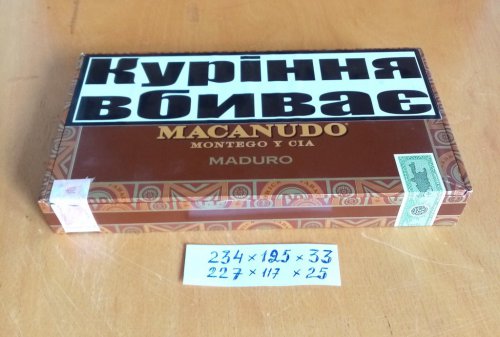 Куріння
вбиває
MACANUDO
MONTEGO Y CIA
MADURO
234 × 125 × 33
227 × 117 × 25